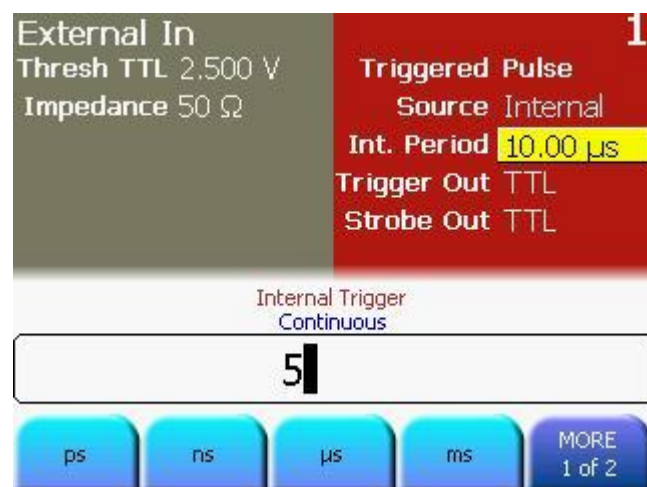 External In
Thresh TTL 2.500 V
Impedance 50 Ω
1
Triggered Pulse
Source Internal
Int. Period 10.00 µs
Trigger Out TTL
Strobe Out TTL
Internal Trigger
Continuous
5
ps ns µs ms MORE
1 of 2